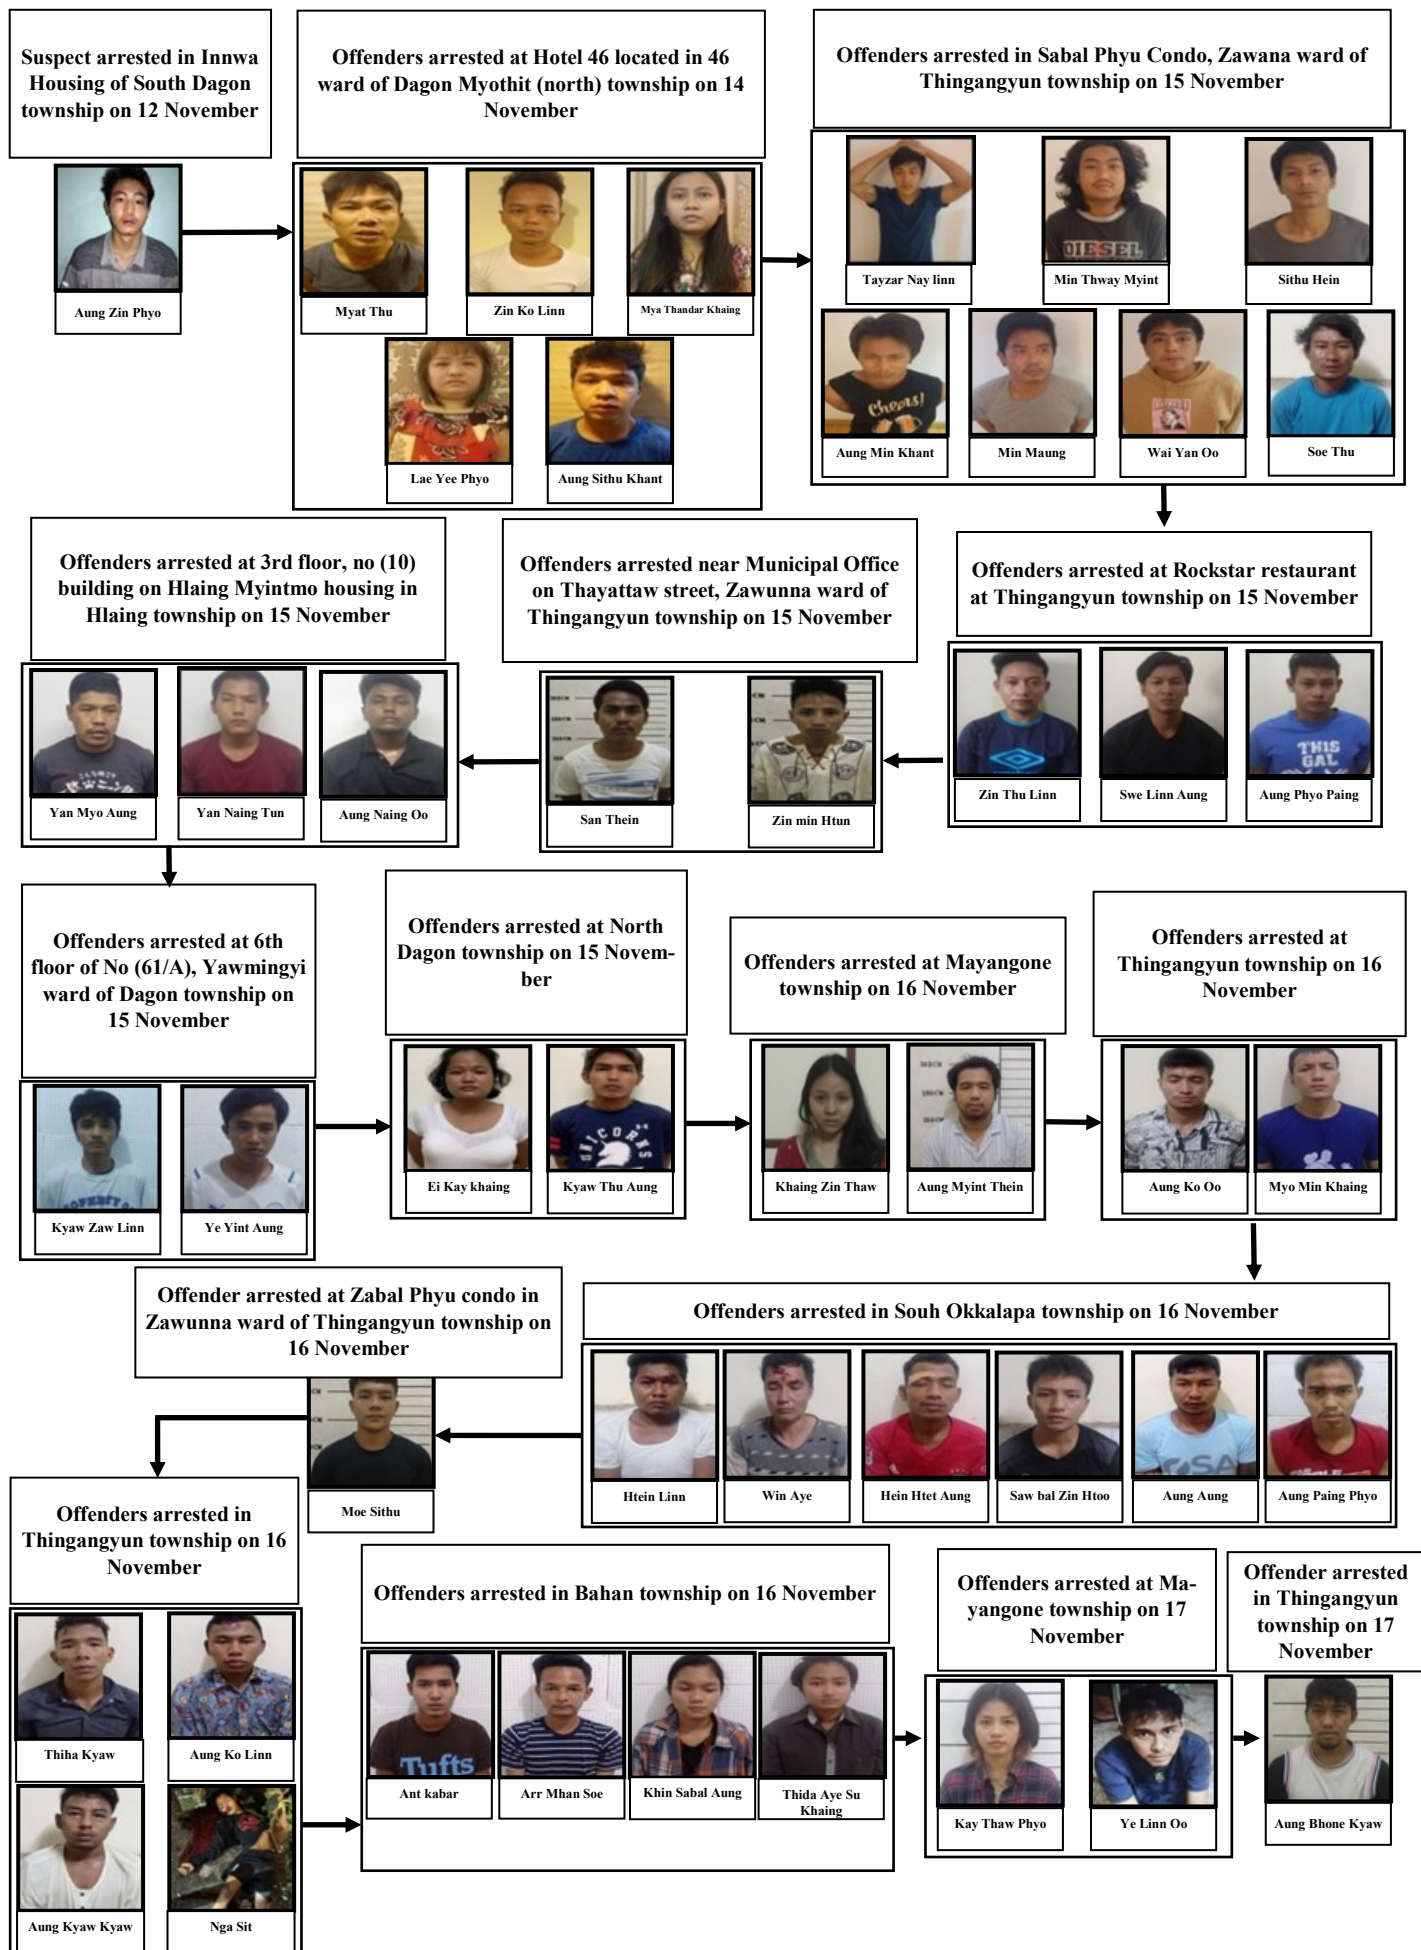 Suspect arrested in Innwa
Housing of South Dagon
township on 12 November
Aung Zin Phyo
Offenders arrested at Hotel 46 located in 46
ward of Dagon Myothit (north) township on 14
November
Myat Thu
Zin Ko Linn
Mya Thandar Khaing
Lae Yee Phyo
Aung Sithu Khant
Offenders arrested in Sabal Phyu Condo, Zawana ward of
Thingangyun township on 15 November
DIESEL
Tayzar Nay linn
Min Thway Myint
Sithu Hein
Cheers!
Aung Min Khant
Min Maung
Wai Yan Oo
Soe Thu
Offenders arrested at Rockstar restaurant
at Thingangyun township on 15 November
THIS
GAL
Zin Thu Linn
Swe Linn Aung
Aung Phyo Paing
Offenders arrested near Municipal Office
on Thayattaw street, Zawunna ward of
Thingangyun township on 15 November
San Thein
Zin min Htun
Offenders arrested at 3rd floor, no (10)
building on Hlaing Myintmo housing in
Hlaing township on 15 November
Yan Myo Aung
Yan Naing Tun
Aung Naing Oo
Offenders arrested at 6th
floor of No (61/A), Yawmingyi
ward of Dagon township on
15 November
Kyaw Zaw Linn
Ye Yint Aung
Offenders arrested at North
Dagon township on 15 Novem-
ber
UNICORNS
Ei Kay khaing
Kyaw Thu Aung
Offenders arrested at Mayangone
township on 16 November
Khaing Zin Thaw
Aung Myint Thein
Offenders arrested at
Thingangyun township on 16
November
Aung Ko Oo
Myo Min Khaing
Offenders arrested in Souh Okkalapa township on 16 November
Htein Linn
Win Aye
Hein Htet Aung
Saw bal Zin Htoo
Aung Aung
Aung Paing Phyo
Offender arrested at Zabal Phyu condo in
Zawunna ward of Thingangyun township on
16 November
Moe Sithu
Offenders arrested in
Thingangyun township on 16
November
Thiha Kyaw
Aung Ko Linn
Aung Kyaw Kyaw
Nga Sit
Offenders arrested in Bahan township on 16 November
Tufts
Ant kabar
Arr Mhan Soe
Khin Sabal Aung
Thida Aye Su
Khaing
Offenders arrested at Ma-
yangone township on 17
November
Kay Thaw Phyo
Ye Linn Oo
Offender arrested
in Thingangyun
township on 17
November
Aung Bhone Kyaw